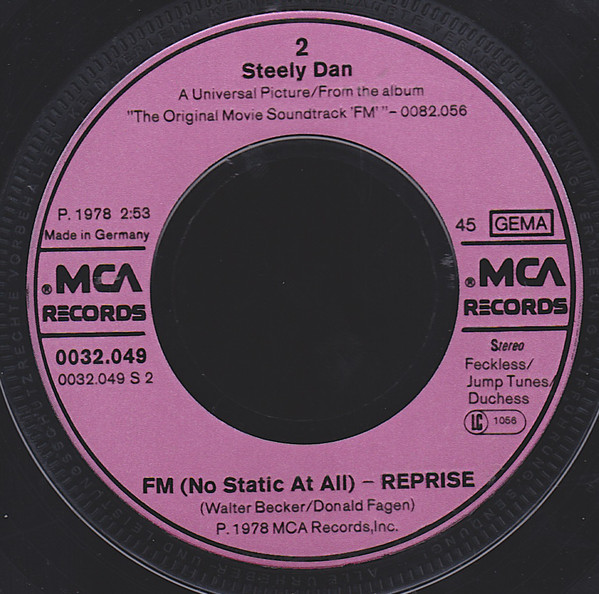 2
Steely Dan
A Universal Picture/From the album
"The Original Movie Soundtrack 'FM' "– 0082.056
P. 1978 2:53
Made in Germany
45 GEMA
® MCA
RECORDS
® MCA
RECORDS
0032.049
0032.049 S 2
Stereo
Feckless/
Jump Tunes/
Duchess
LC 1056
FM (No Static At All) – REPRISE
(Walter Becker/Donald Fagen)
P. 1978 MCA Records,Inc.